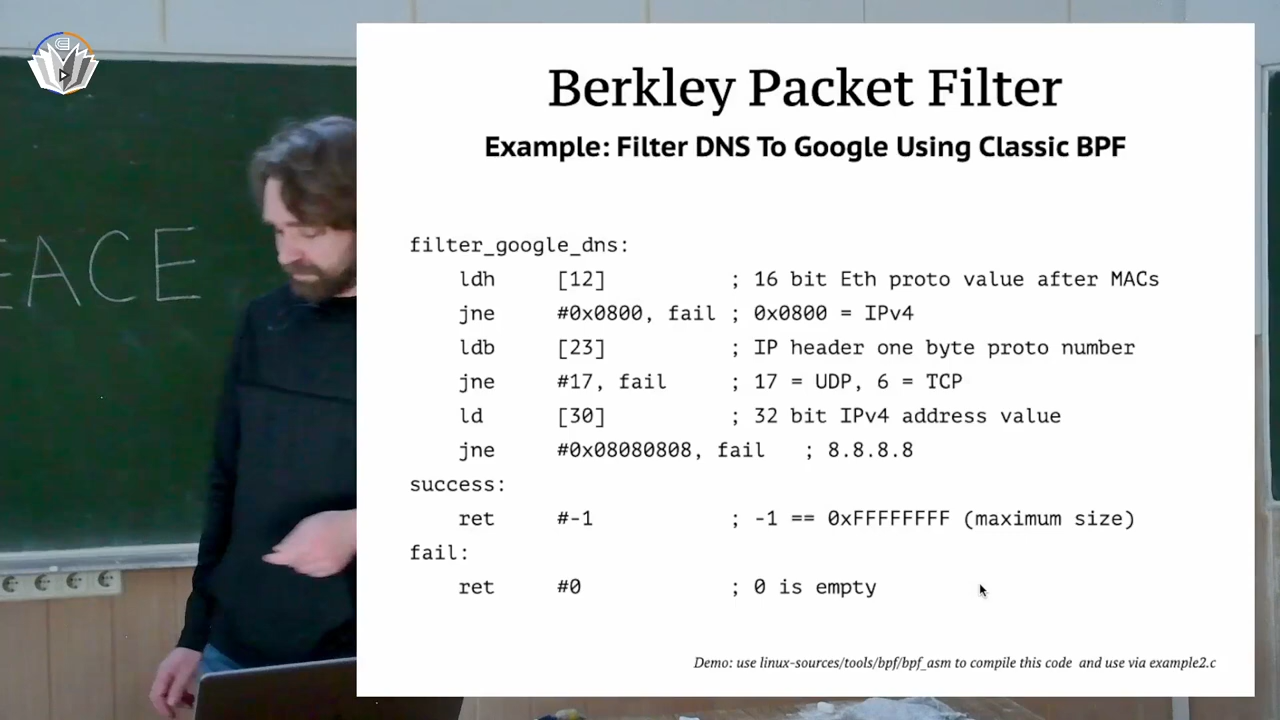 EACE
Berkley Packet Filter
Example: Filter DNS To Google Using Classic BPF
filter_google_dns:
ldh [12] ; 16 bit Eth proto value after MACs
jne #0x0800, fail ; 0x0800 = IPv4
ldb [23] ; IP header one byte proto number
jne #17, fail ; 17 = UDP, 6 = TCP
ld [30] ; 32 bit IPv4 address value
jne #0x08080808, fail ; 8.8.8.8
success:
ret #-1 ; -1 == 0xFFFFFFFF (maximum size)
fail:
ret #0 ; 0 is empty
Demo: use linux-sources/tools/bpf/bpf_asm to compile this code and use via example2.c